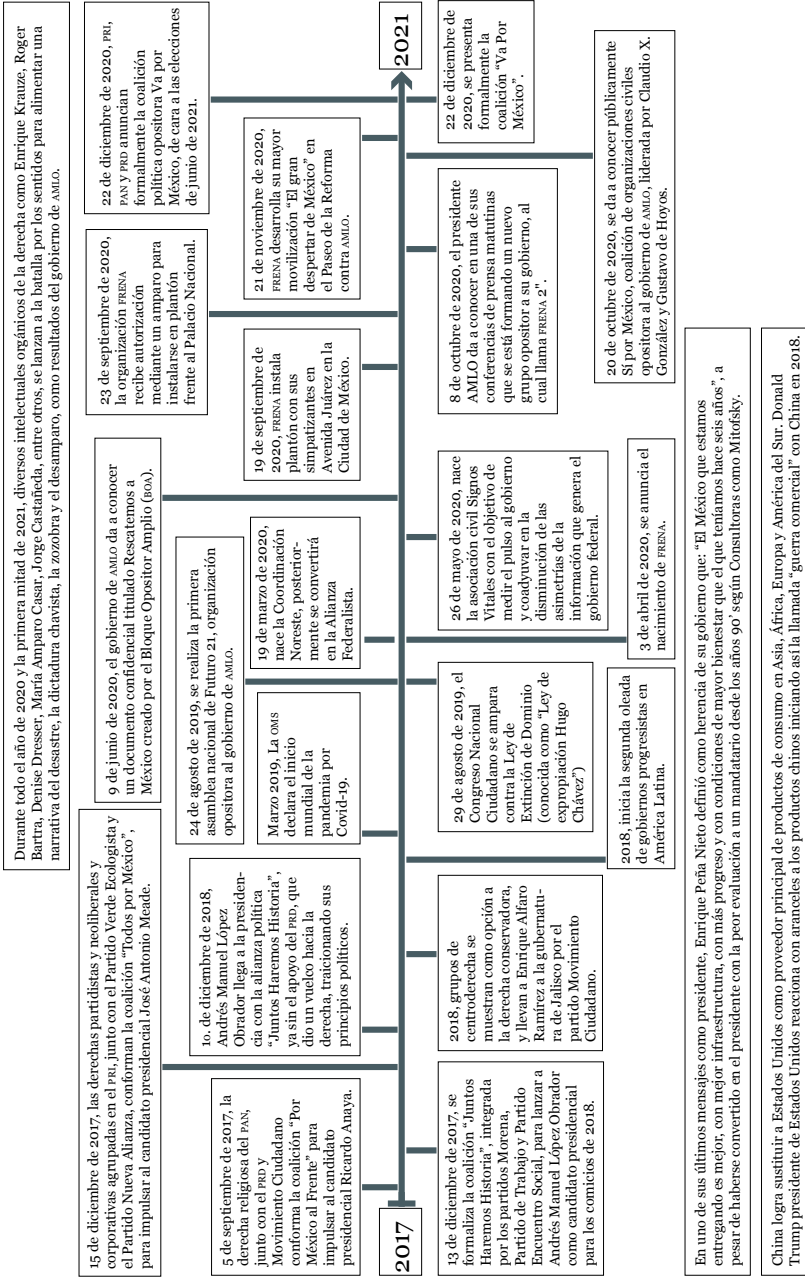 Durante todo el año de 2020 y la primera mitad de 2021, diversos intelectuales orgánicos de la derecha como Enrique Krauze, Roger
Bartra, Denise Dresser, María Amparo Casar, Jorge Castañeda, entre otros, se lanzan a la batalla por los sentidos para alimentar una
narrativa del desastre, la dictadura chavista, la zozobra y el desamparo, como resultados del gobierno de AMLO.
15 de diciembre de 2017, las derechas partidistas y neoliberales y
corporativas agrupadas en el PRI, junto con el Partido Verde Ecologista y
el Partido Nueva Alianza, conforman la coalición “Todos por México”,
para impulsar al candidato presidencial José Antonio Meade.
9 de junio de 2020, el gobierno de AMLO da a conocer
un documento confidencial titulado Rescatemos a
México creado por el Bloque Opositor Amplio (BOA).
23 de septiembre de 2020,
la organización FRENA
recibe autorización
mediante un amparo para
instalarse en plantón
frente al Palacio Nacional.
22 de diciembre de 2020, PRI,
PAN y PRD anuncian
formalmente la coalición
política opositora Va por
México, de cara a las elecciones
de junio de 2021.
5 de septiembre de 2017, la
derecha religiosa del PAN,
junto con el PRD y
Movimiento Ciudadano
conforma la coalición “Por
México al Frente” para
impulsar al candidato
presidencial Ricardo Anaya.
1o. de diciembre de 2018,
Andrés Manuel López
Obrador llega a la presiden-
cia con la alianza política
“Juntos Haremos Historia”,
ya sin el apoyo del PRD, que
dio un vuelco hacia la
derecha, traicionando sus
principios políticos.
24 de agosto de 2019, se realiza la primera
asamblea nacional de Futuro 21, organización
opositora al gobierno de AMLO.
Marzo 2019, La OMS
declara el inicio
mundial de la
pandemia por
Covid-19.
19 de marzo de 2020,
nace la Coordinación
Noreste, posterior-
mente se convertirá
en la Alianza
Federalista.
19 de septiembre de
2020, FRENA instala
plantón con sus
simpatizantes en
Avenida Juárez en la
Ciudad de México.
21 de noviembre de 2020,
FRENA desarrolla su mayor
movilización “El gran
despertar de México” en
el Paseo de la Reforma
contra AMLO.
2017
2021
13 de diciembre de 2017, se
formaliza la coalición “Juntos
Haremos Historia”, integrada
por los partidos Morena,
Partido de Trabajo y Partido
Encuentro Social, para lanzar a
Andrés Manuel López Obrador
como candidato presidencial
para los comicios de 2018.
2018, grupos de
centroderecha se
muestran como opción a
la derecha conservadora,
y llevan a Enrique Alfaro
Ramírez a la gubernatu-
ra de Jalisco por el
partido Movimiento
Ciudadano.
29 de agosto de 2019, el
Congreso Nacional
Ciudadano se ampara
contra la Ley de
Extinción de Dominio
(conocida como “Ley de
expropiación Hugo
Chávez”)
26 de mayo de 2020, nace
la asociación civil Signos
Vitales con el objetivo de
medir el pulso al gobierno
y coadyuvar en la
disminución de las
asimetrías de la
información que genera el
gobierno federal.
8 de octubre de 2020, el presidente
AMLO da a conocer en una de sus
conferencias de prensa matutinas
que se está formando un nuevo
grupo opositor a su gobierno, al
cual llama FRENA 2”.
22 de diciembre de
2020, se presenta
formalmente la
coalición “Va Por
México”.
2018, inicia la segunda oleada
de gobiernos progresistas en
América Latina.
3 de abril de 2020, se anuncia el
nacimiento de FRENA.
20 de octubre de 2020, se da a conocer públicamente
Sí por México, coalición de organizaciones civiles
opositora al gobierno de AMLO, liderada por Claudio X.
González y Gustavo de Hoyos.
En uno de sus últimos mensajes como presidente, Enrique Peña Nieto definió como herencia de su gobierno que: “El México que estamos
entregando es mejor, con mejor infraestructura, con más progreso y con condiciones de mayor bienestar que el que teníamos hace seis años”, a
pesar de haberse convertido en el presidente con la peor evaluación a un mandatario desde los años 90’ según Consultoras como Mitofsky.
China logra sustituir a Estados Unidos como proveedor principal de productos de consumo en Asia, África, Europa y América del Sur. Donald
Trump presidente de Estados Unidos reacciona con aranceles a los productos chinos iniciando así la llamada “guerra comercial” con China en 2018.